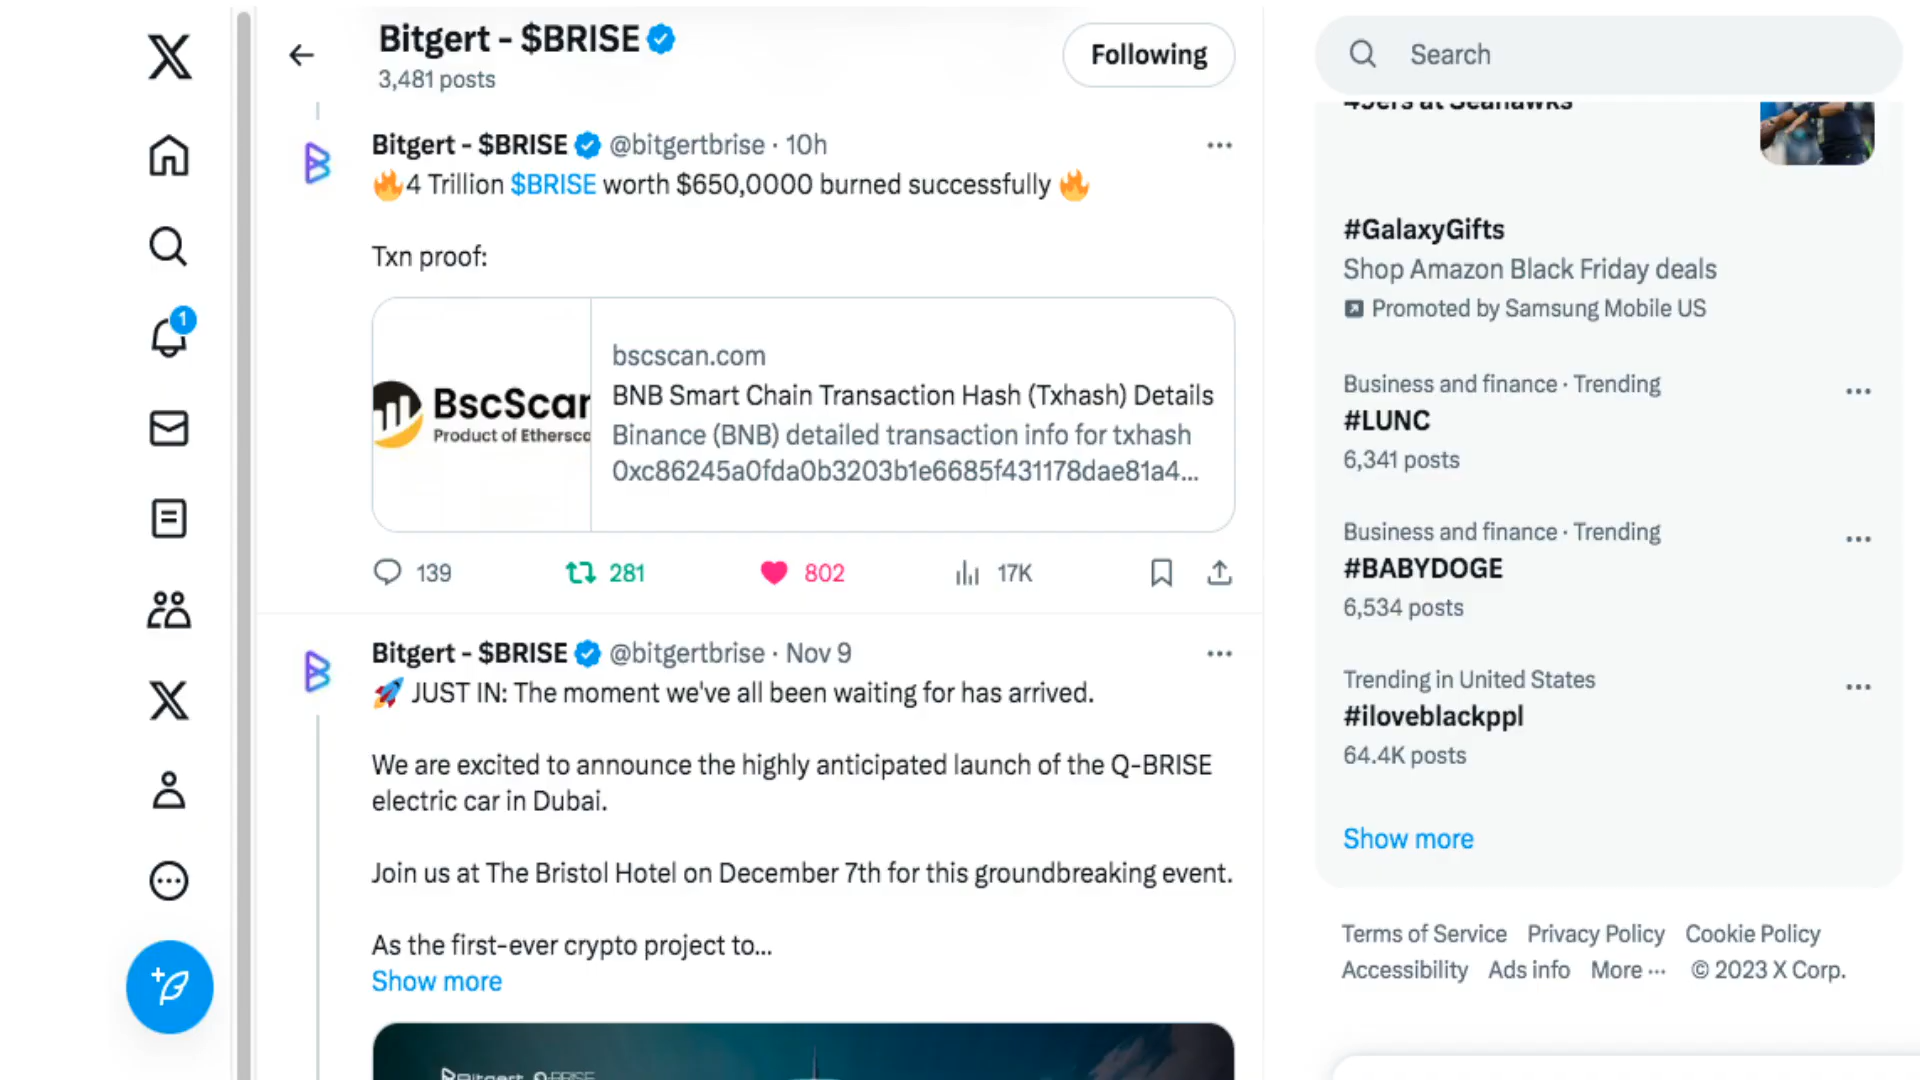 Bitgert - $BRISE
3,481 posts
Following
Bitgert - $BRISE @bitgertbrise · 10h
🔥4 Trillion $BRISE worth $650,0000 burned successfully 🔥
Txn proof:
BscScan
Product of Ethersca
bscscan.com
BNB Smart Chain Transaction Hash (Txhash) Details
Binance (BNB) detailed transaction info for txhash
0xc86245a0fda0b3203b1e6685f431178dae81a4...
139
281
802
17K
Bitgert - $BRISE @bitgertbrise · Nov 9
🚀 JUST IN: The moment we've all been waiting for has arrived.
We are excited to announce the highly anticipated launch of the Q-BRISE
electric car in Dubai.
Join us at The Bristol Hotel on December 7th for this groundbreaking event.
As the first-ever crypto project to...
Show more
Bitgert Q-BRISE
1
Search
49ers at Seahawks
#GalaxyGifts
Shop Amazon Black Friday deals
Promoted by Samsung Mobile US
Business and finance · Trending
#LUNC
6,341 posts
Business and finance · Trending
#BABYDOGE
6,534 posts
Trending in United States
#iloveblackppl
64.4K posts
Show more
Terms of Service Privacy Policy Cookie Policy
Accessibility Ads info More ··· © 2023 X Corp.